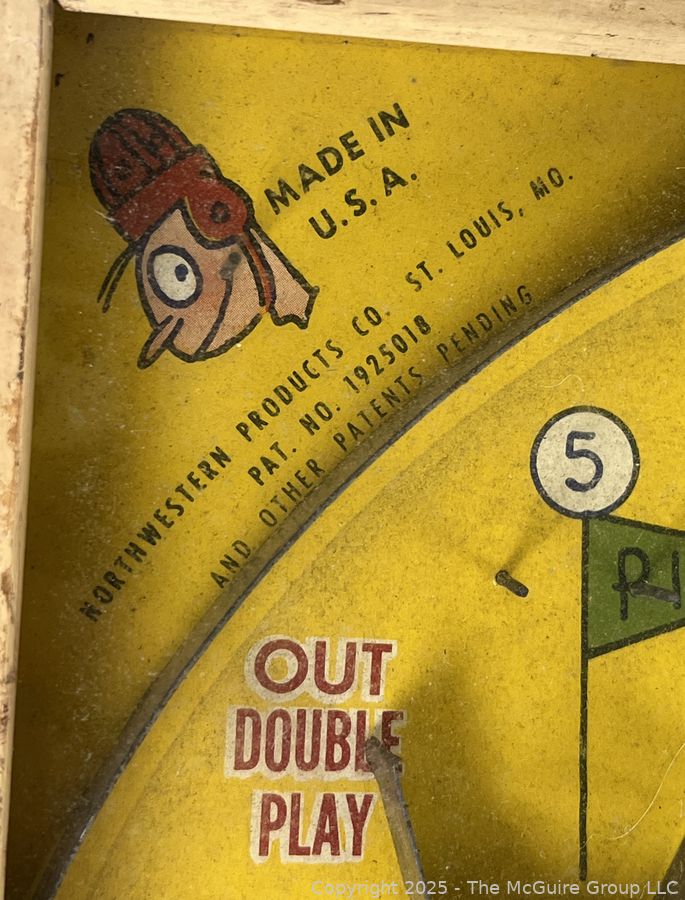 MADE IN
U.S.A.
NORTHWESTERN PRODUCTS CO. ST. LOUIS, MO.
PAT. NO. 1925018
AND OTHER PATENTS PENDING
5
OUT
DOUBLE
PLAY
Copyright 2025 - The McGuire Group LLC